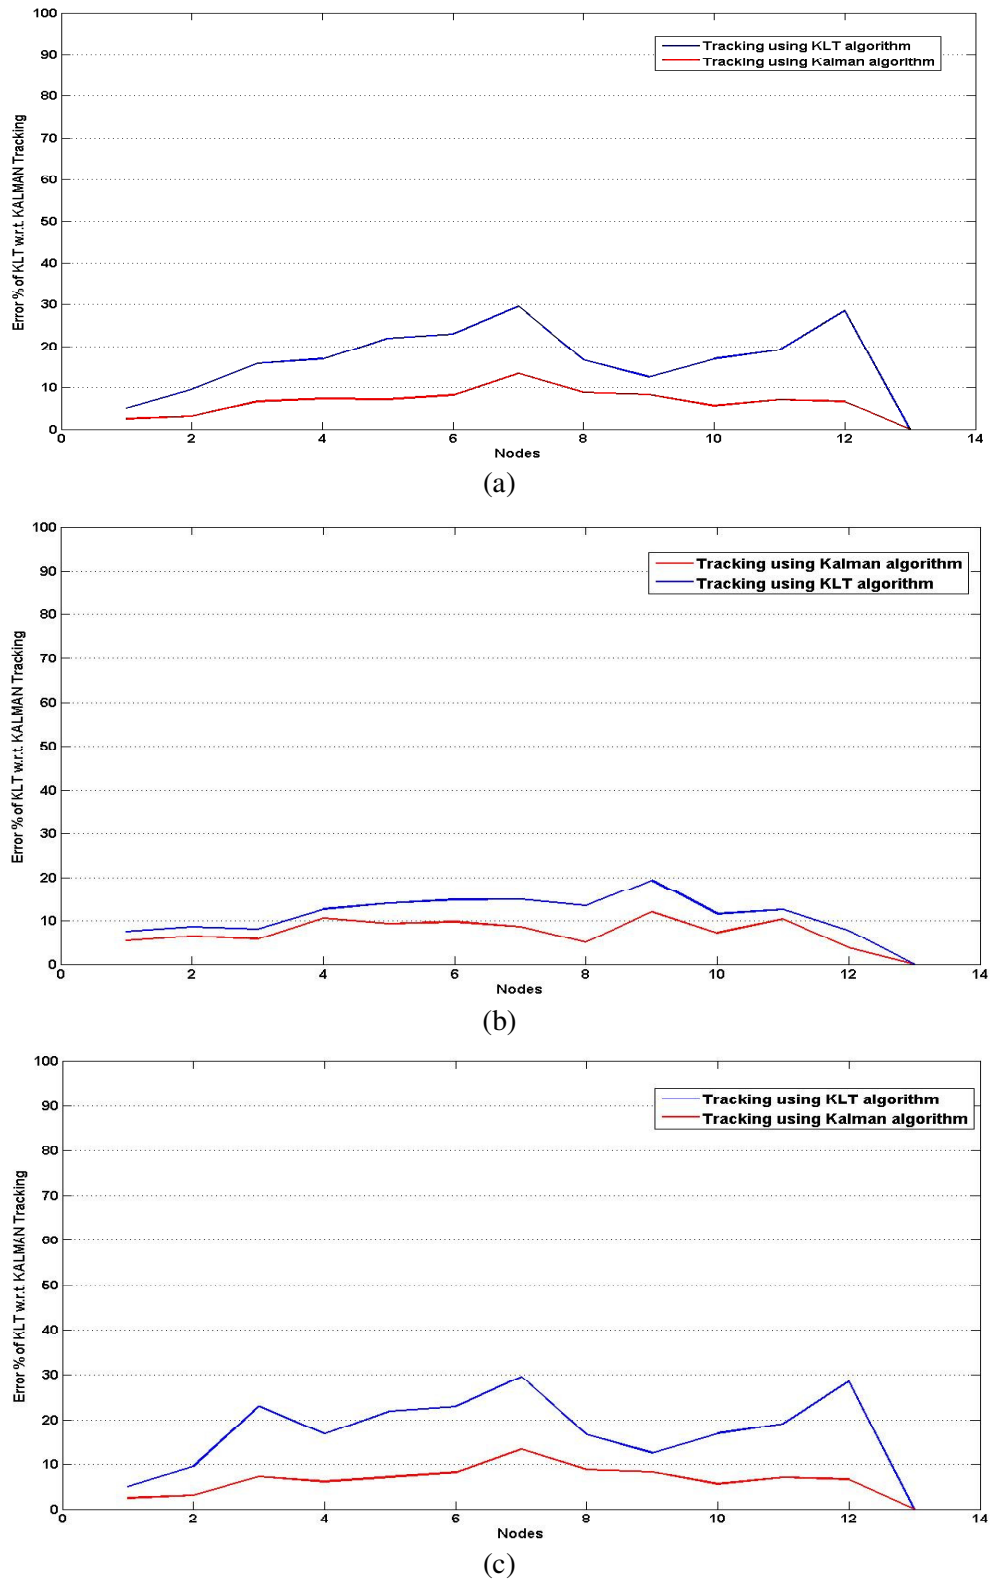 100
90
80
70
60
50
40
30
20
10
0
Error % of KLT w.r.t. KALMAN Tracking
Tracking using KLT algorithm
Tracking using Kalman algorithm
0 2 4 6 8 10 12 14
Nodes
(a)
100
90
80
70
60
50
40
30
20
10
0
Error % of KLT w.r.t. KALMAN Tracking
Tracking using Kalman algorithm
Tracking using KLT algorithm
0 2 4 6 8 10 12 14
Nodes
(b)
100
90
80
70
60
50
40
30
20
10
0
Error % of KLT w.r.t. KALMAN Tracking
Tracking using KLT algorithm
Tracking using Kalman algorithm
0 2 4 6 8 10 12 14
Nodes
(c)